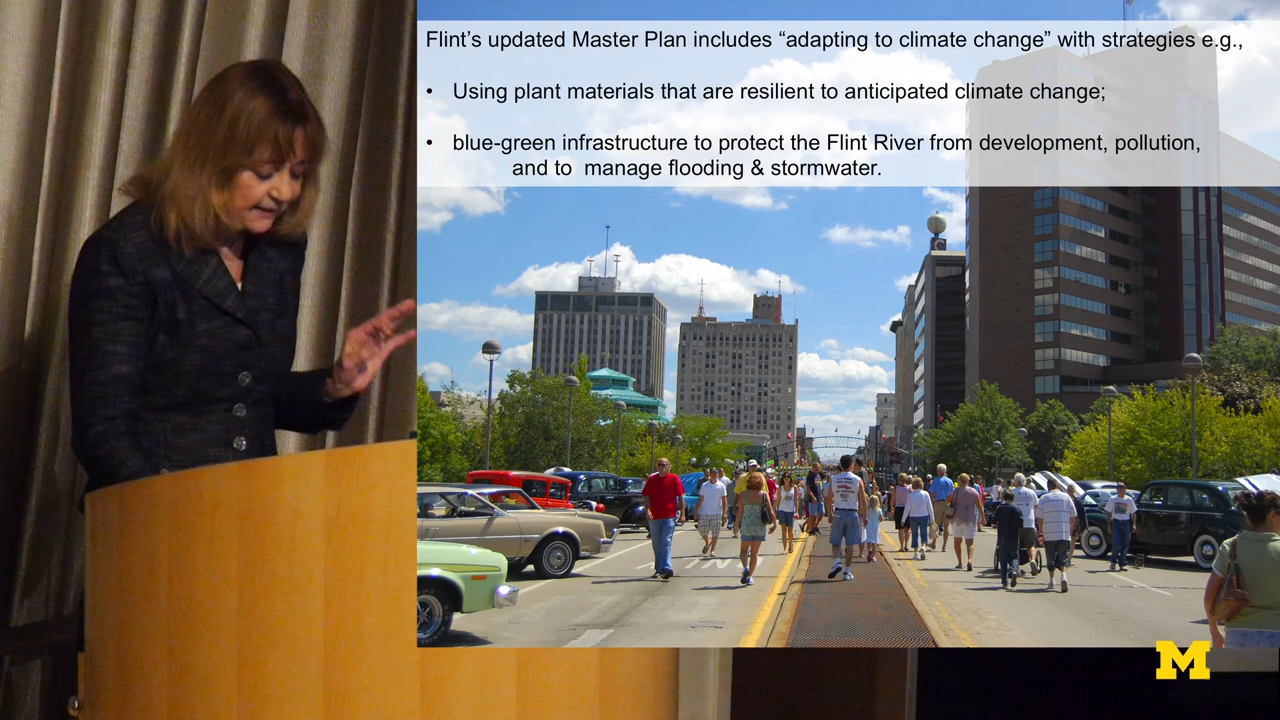 Flint's updated Master Plan includes “adapting to climate change” with strategies e.g.,
• Using plant materials that are resilient to anticipated climate change;
• blue-green infrastructure to protect the Flint River from development, pollution,
and to manage flooding & stormwater.
M